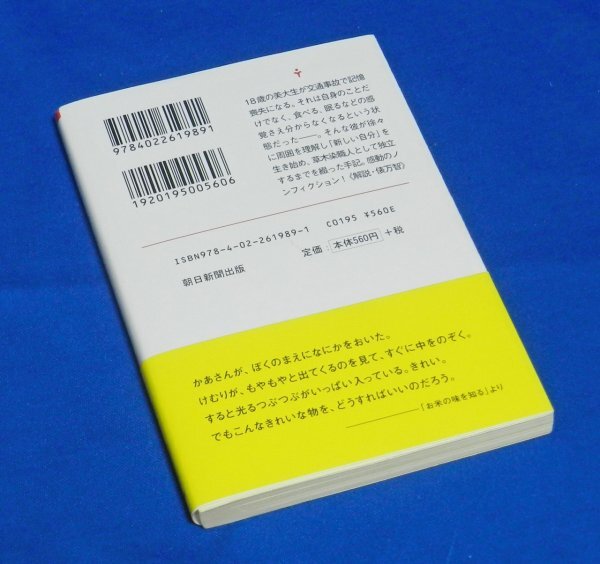 9784022619891
1920195005606
18歳の美大生が交通事故で記憶
喪失になる。それは自身のことだ
けでなく、食べる、眠るなどの感
覚さえ分からなくなるという状
態だった――。そんな彼が徐々
に周囲を理解し「新しい自分」を
生き始め、草木染職人として独立
するまでを綴った手記。感動のノ
ンフィクション！〈解説・俵万智〉
ISBN978-4-02-261989-1
C0195 ¥560E
朝日新聞出版
定価：本体560円＋税
かあさんが、ぼくのまえになにかをおいた。
けむりが、もやもやと出てくるのを見て、すぐに中をのぞく。
すると光るつぶつぶがいっぱい入っている。きれい。
でもこんなきれいな物を、どうすればいいのだろう。
――「お米の味を知る」より